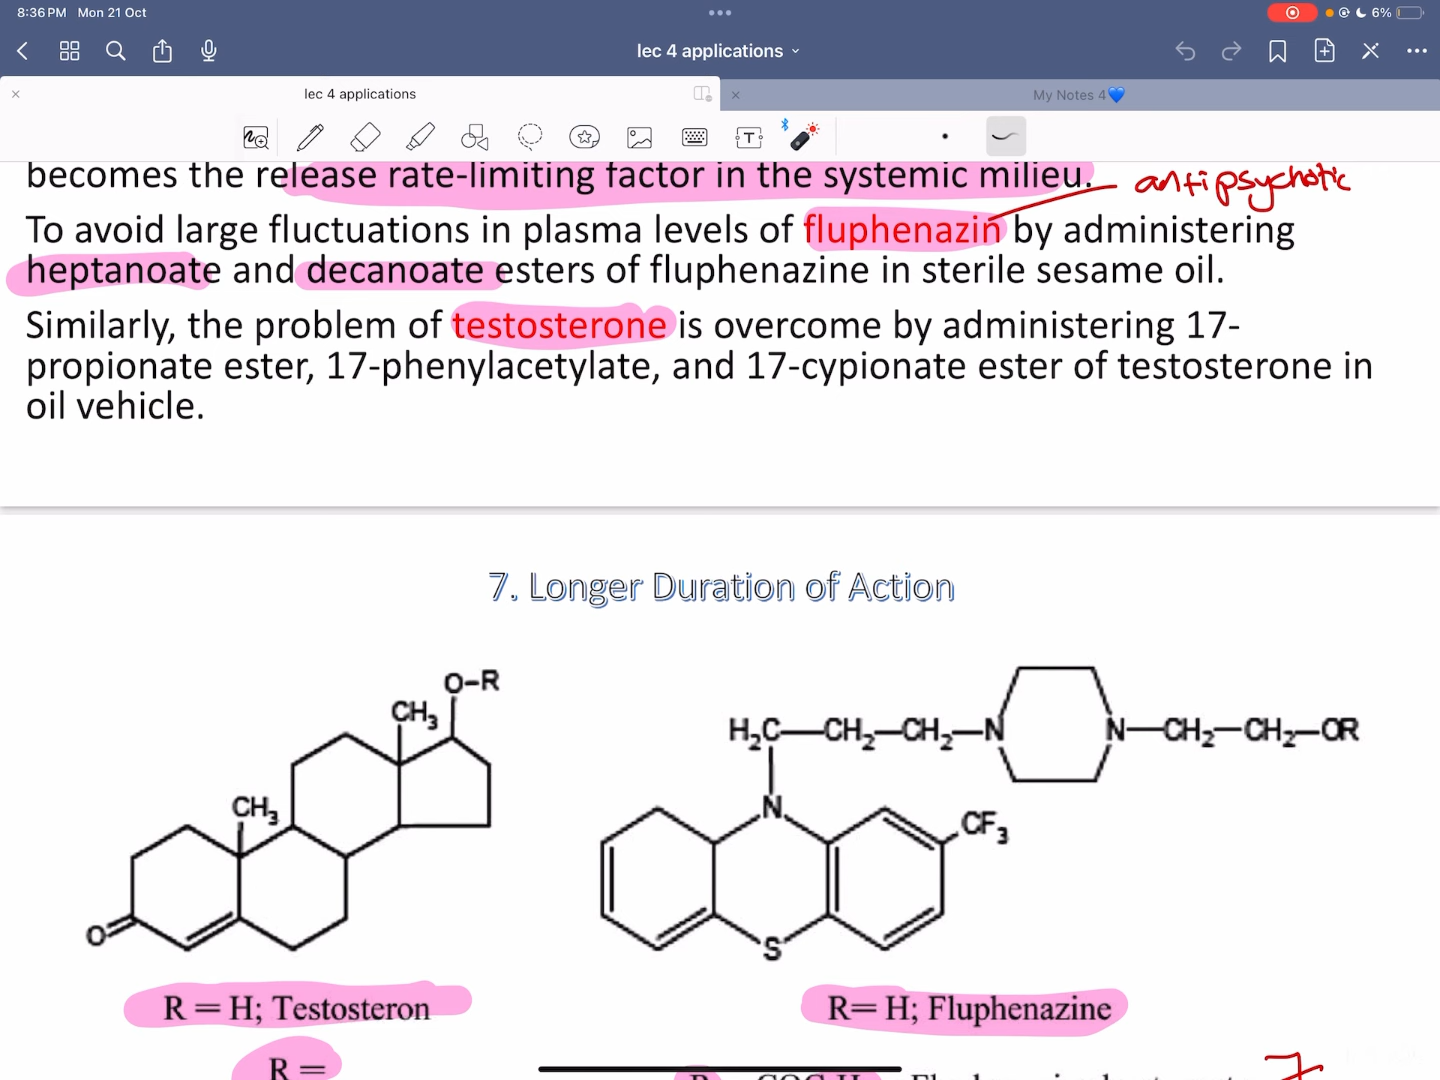 8:36 PM Mon 21 Oct
6%
lec 4 applications
lec 4 applications
My Notes 4💙
becomes the release rate-limiting factor in the systemic milieu.
antipsychotic
To avoid large fluctuations in plasma levels of fluphenazin by administering
heptanoate and decanoate esters of fluphenazine in sterile sesame oil.
Similarly, the problem of testosterone is overcome by administering 17-
propionate ester, 17-phenylacetylate, and 17-cypionate ester of testosterone in
oil vehicle.
7. Longer Duration of Action
O-R
CH3
CH3
O
H2C-CH2-CH2-N
N-CH2-CH2-OR
N
CF3
S
R = H; Testosteron
R= H; Fluphenazine
R =
7